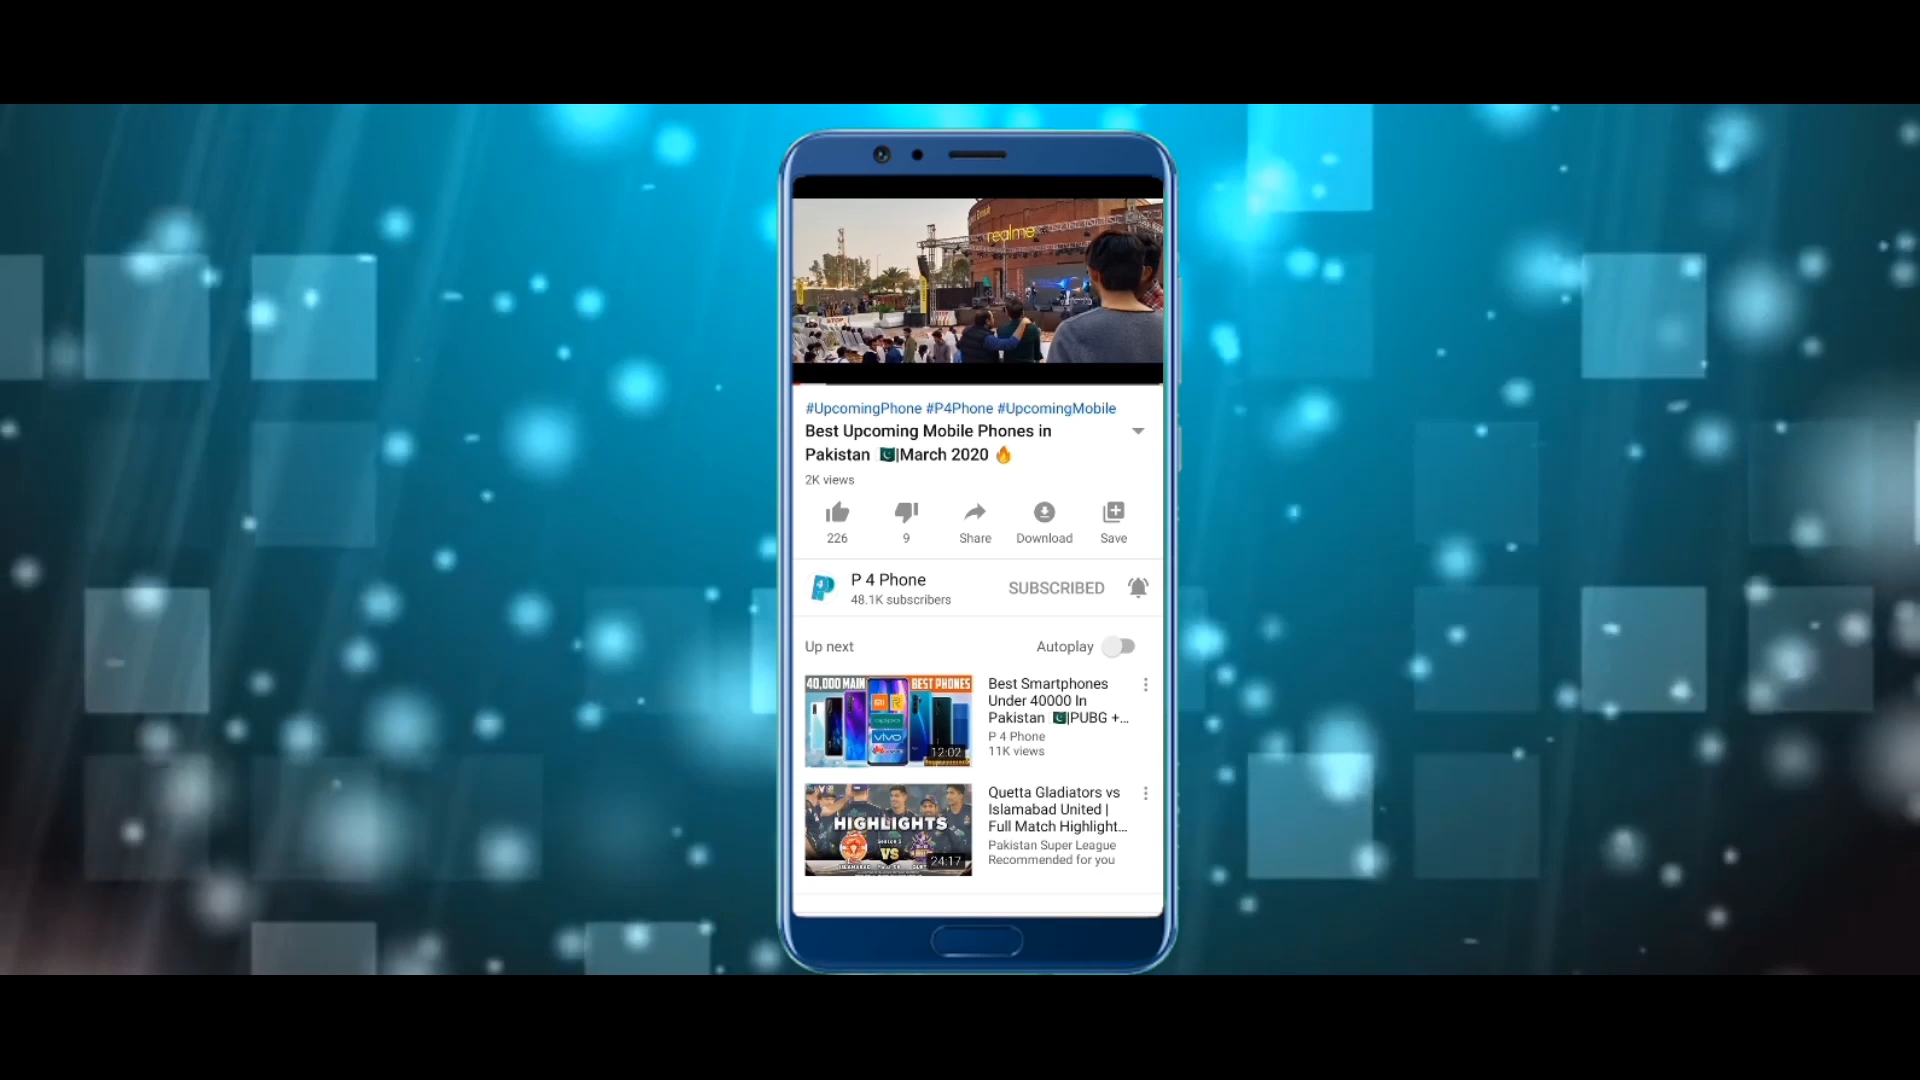 realme
STOP
#UpcomingPhone #P4Phone #UpcomingMobile
Best Upcoming Mobile Phones in
Pakistan 🇵🇰|March 2020 🔥
2K views
226
9
Share
Download
Save
P 4 Phone
48.1K subscribers
SUBSCRIBED
Up next
Autoplay
40,000 MAIN
BEST PHONES
mi
oppo
vivo
12:02
Best Smartphones
Under 40000 In
Pakistan 🇵🇰|PUBG +...
P 4 Phone
11K views
HIGHLIGHTS
VS
24:17
Quetta Gladiators vs
Islamabad United |
Full Match Highlight...
Pakistan Super League
Recommended for you